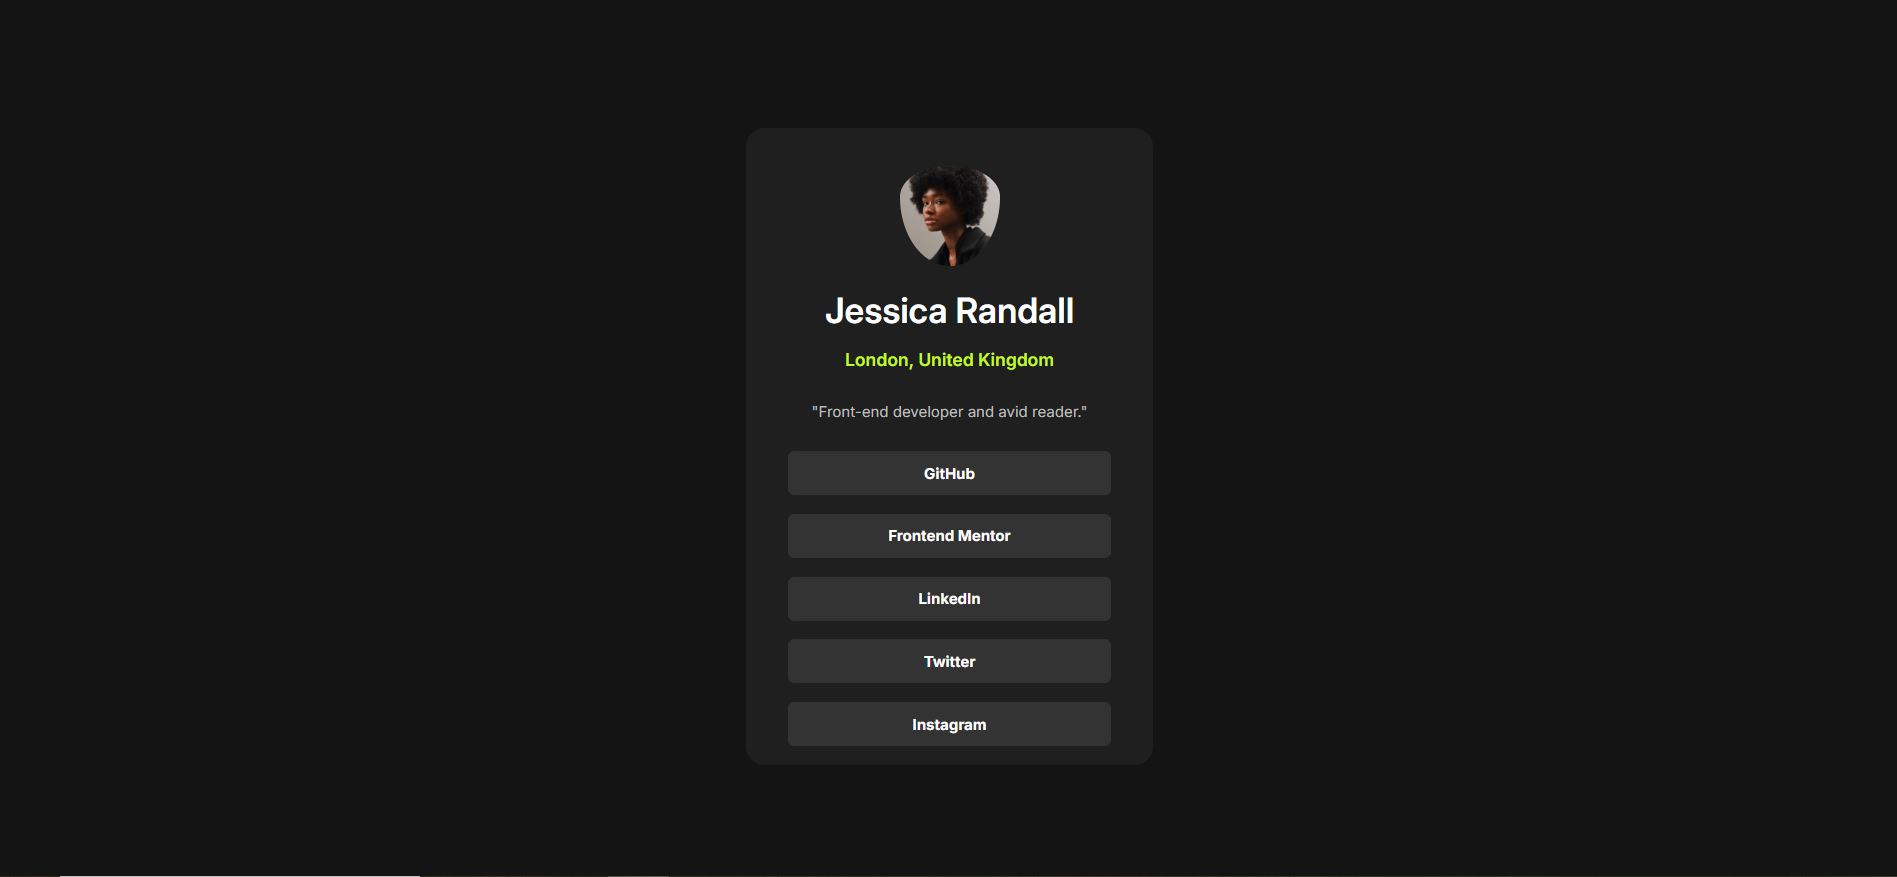 Jessica Randall
London, United Kingdom
"Front-end developer and avid reader."
GitHub
Frontend Mentor
LinkedIn
Twitter
Instagram